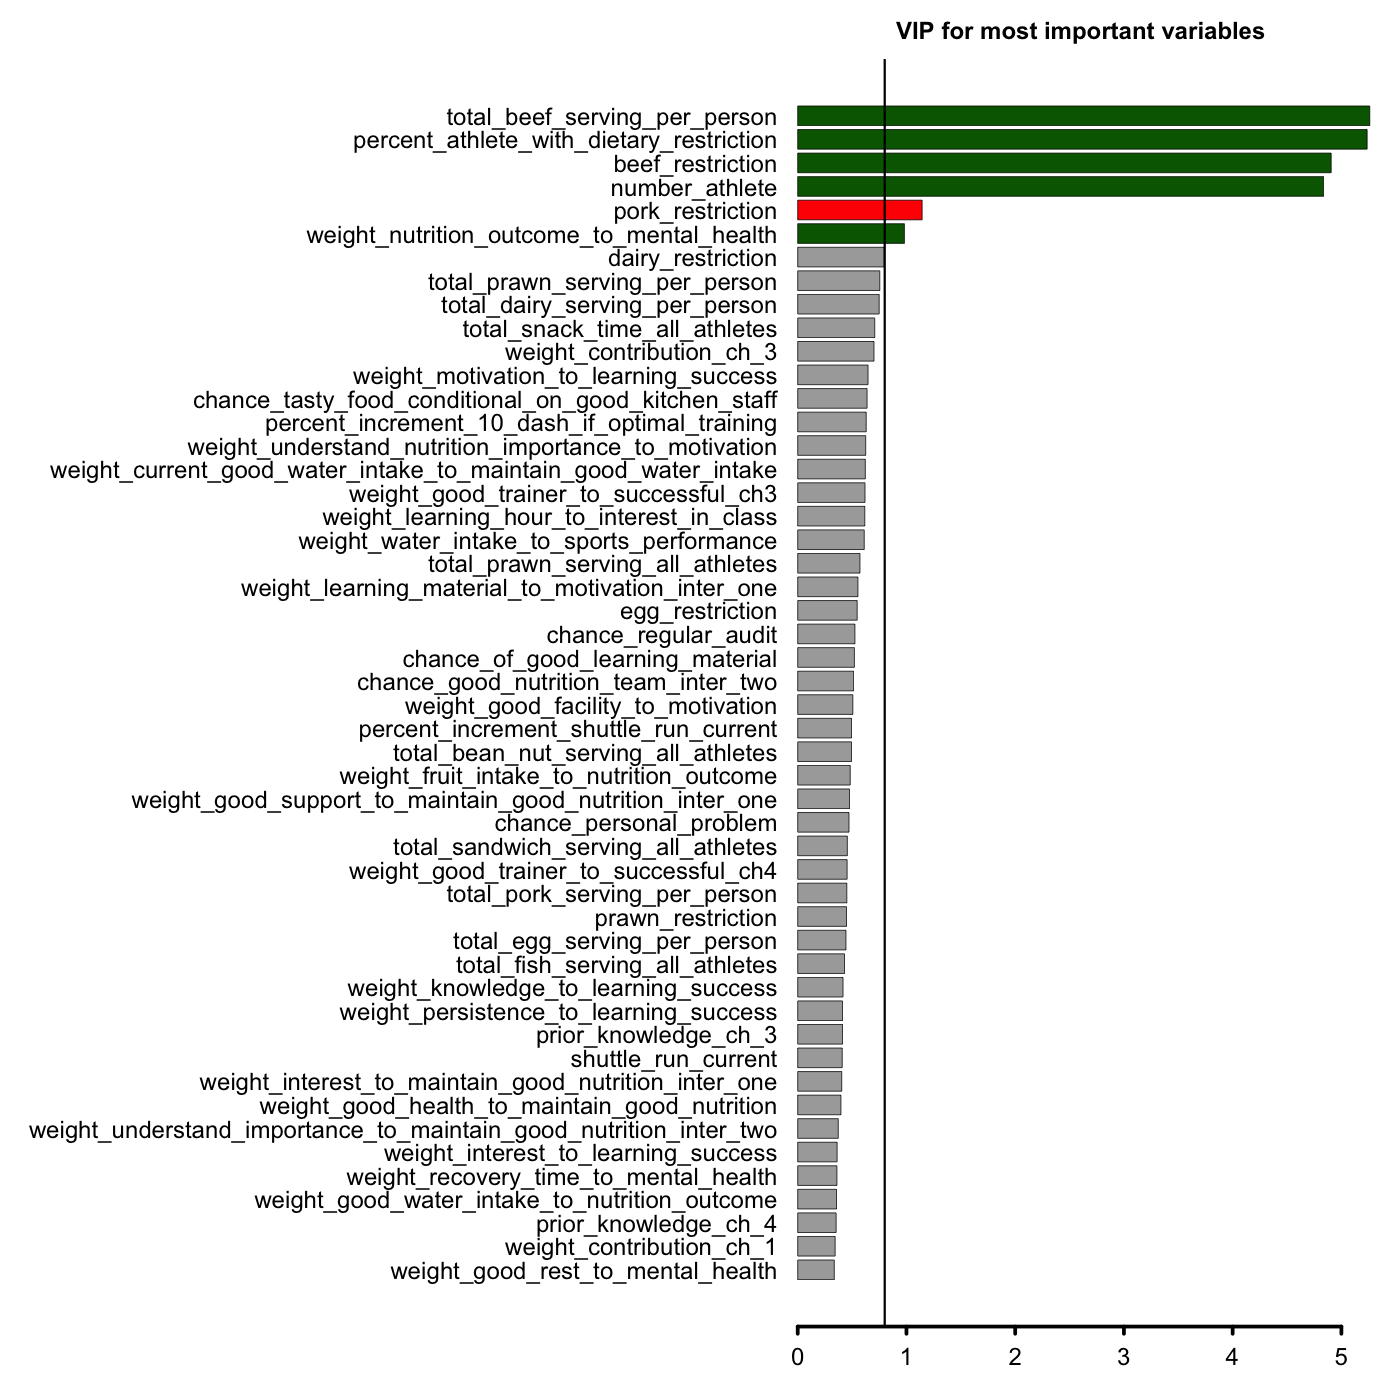 VIP for most important variables
total_beef_serving_per_person
percent_athlete_with_dietary_restriction
beef_restriction
number_athlete
pork_restriction
weight_nutrition_outcome_to_mental_health
dairy_restriction
total_prawn_serving_per_person
total_dairy_serving_per_person
total_snack_time_all_athletes
weight_contribution_ch_3
weight_motivation_to_learning_success
chance_tasty_food_conditional_on_good_kitchen_staff
percent_increment_10_dash_if_optimal_training
weight_understand_nutrition_importance_to_motivation
weight_current_good_water_intake_to_maintain_good_water_intake
weight_good_trainer_to_successful_ch3
weight_learning_hour_to_interest_in_class
weight_water_intake_to_sports_performance
total_prawn_serving_all_athletes
weight_learning_material_to_motivation_inter_one
egg_restriction
chance_regular_audit
chance_of_good_learning_material
chance_good_nutrition_team_inter_two
weight_good_facility_to_motivation
percent_increment_shuttle_run_current
total_bean_nut_serving_all_athletes
weight_fruit_intake_to_nutrition_outcome
weight_good_support_to_maintain_good_nutrition_inter_one
chance_personal_problem
total_sandwich_serving_all_athletes
weight_good_trainer_to_successful_ch4
total_pork_serving_per_person
prawn_restriction
total_egg_serving_per_person
total_fish_serving_all_athletes
weight_knowledge_to_learning_success
weight_persistence_to_learning_success
prior_knowledge_ch_3
shuttle_run_current
weight_interest_to_maintain_good_nutrition_inter_one
weight_good_health_to_maintain_good_nutrition
weight_understand_importance_to_maintain_good_nutrition_inter_two
weight_interest_to_learning_success
weight_recovery_time_to_mental_health
weight_good_water_intake_to_nutrition_outcome
prior_knowledge_ch_4
weight_contribution_ch_1
weight_good_rest_to_mental_health
0 1 2 3 4 5